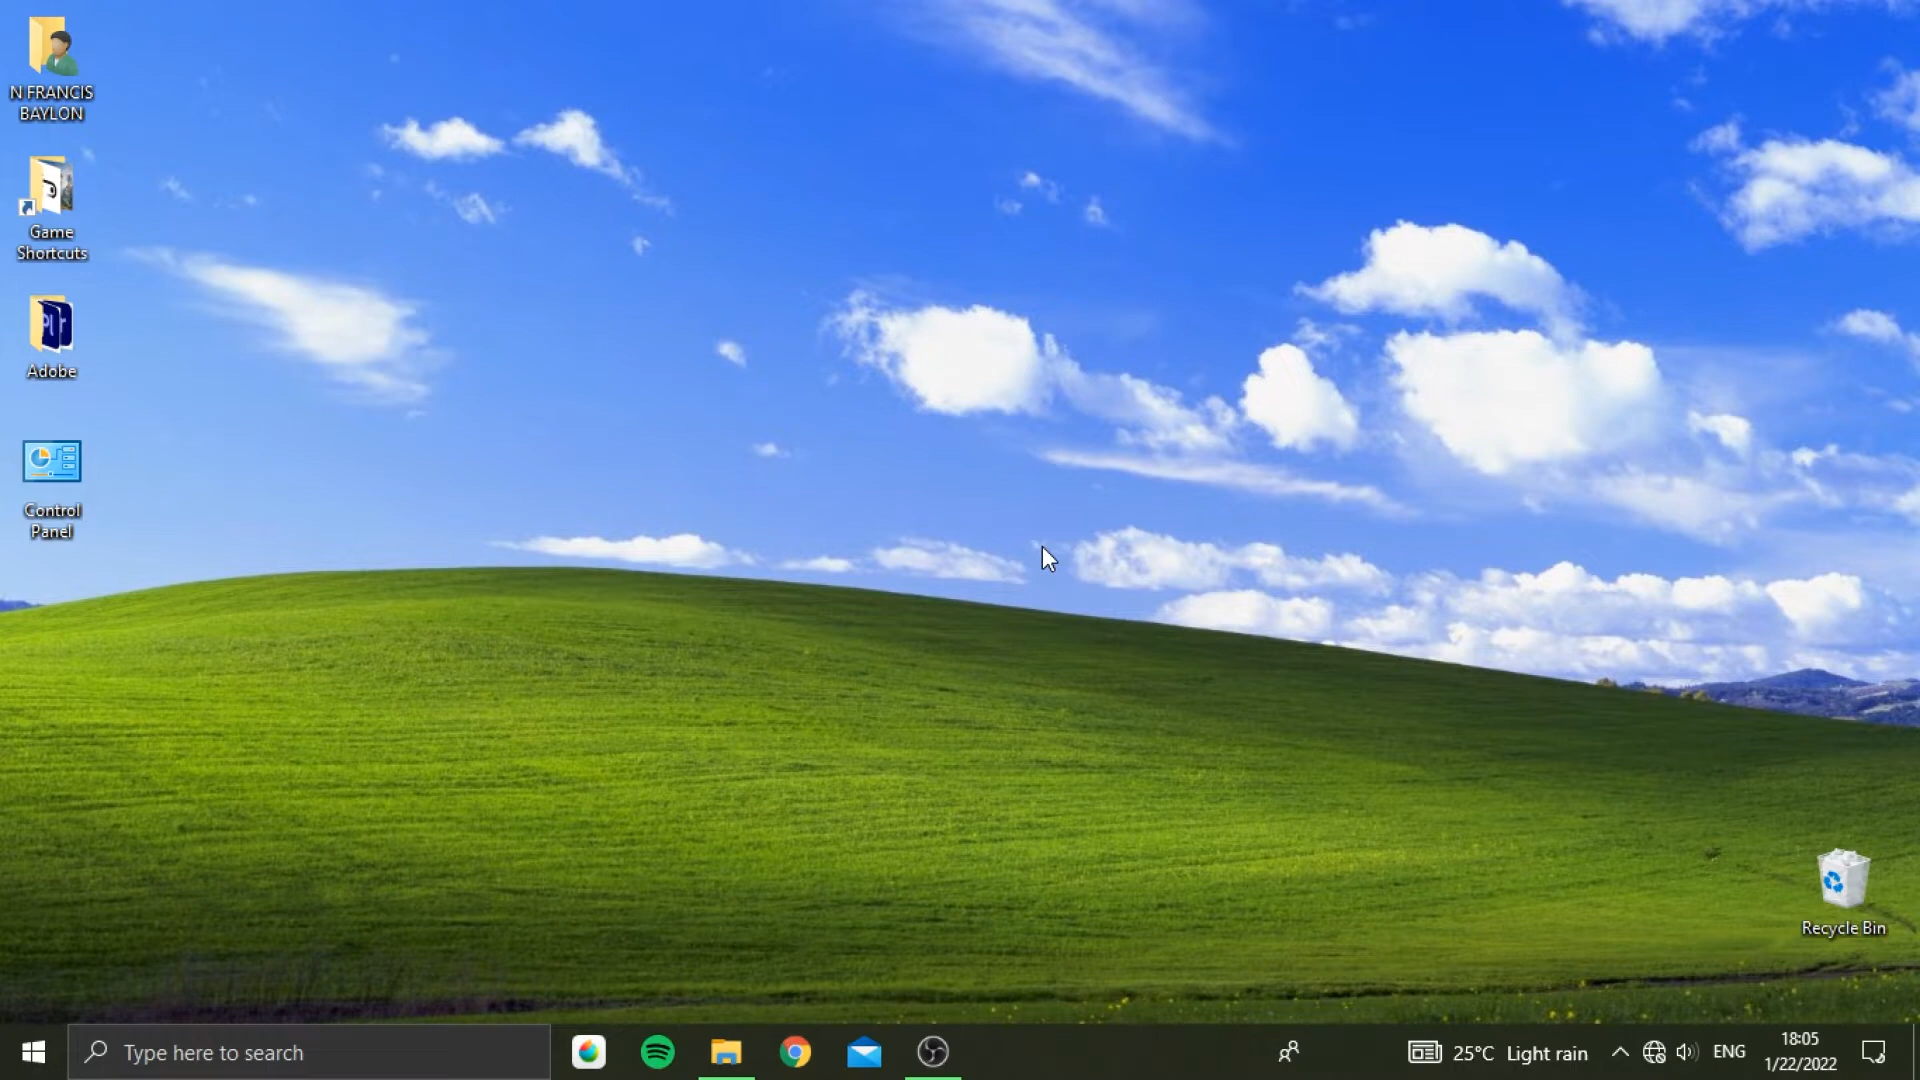 N FRANCIS
BAYLON
Game
Shortcuts
Adobe
Control
Panel
Recycle Bin
Type here to search
25°C Light rain
ENG
18:05
1/22/2022